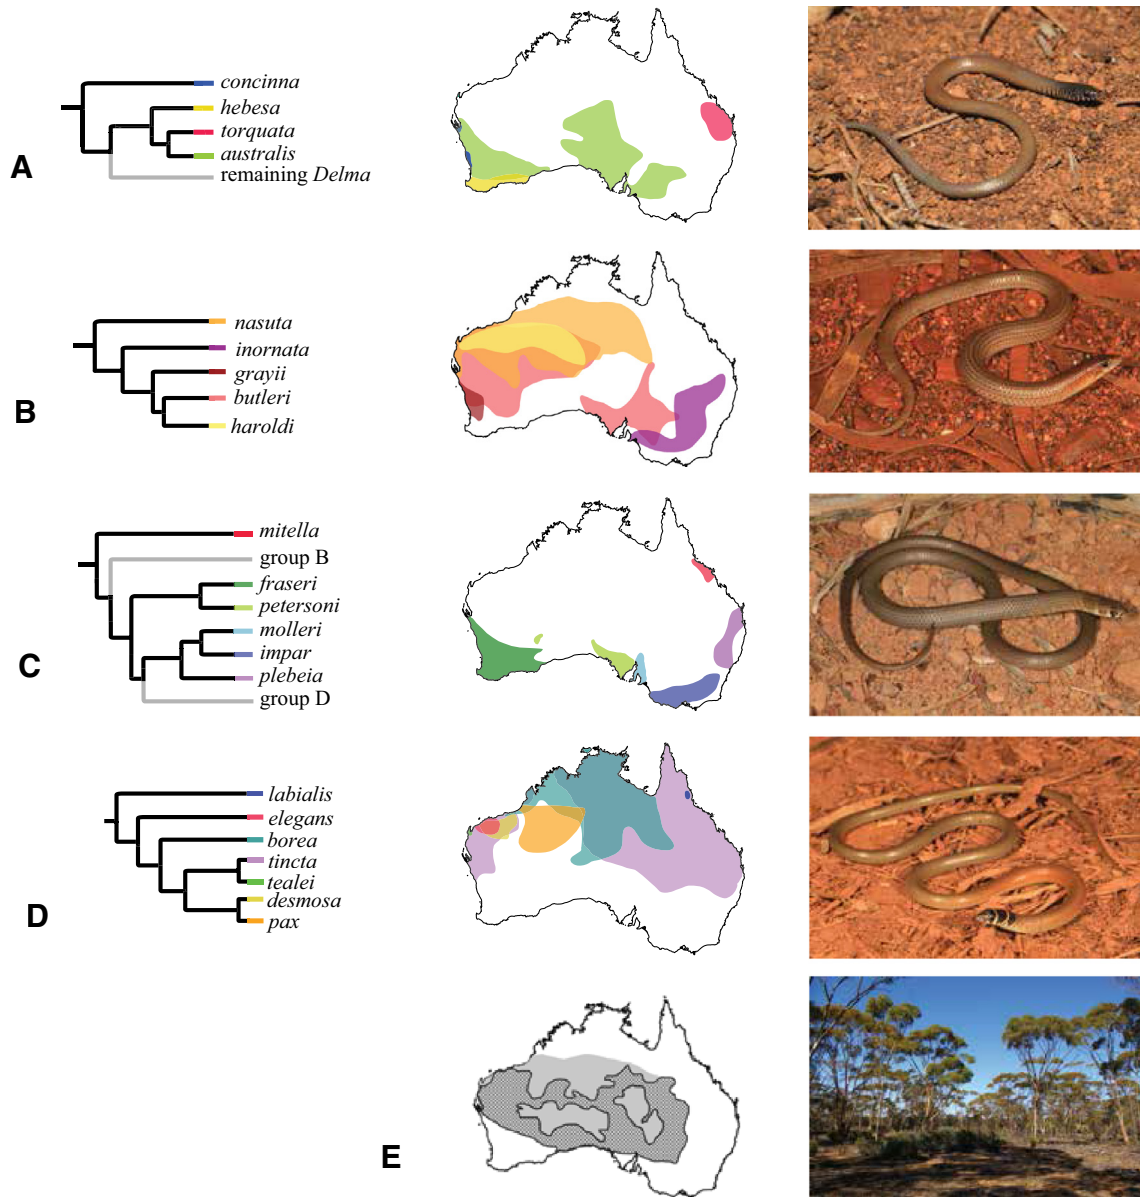 concinna
hebesa
torquata
australis
remaining Delma
A
nasuta
inornata
grayii
butleri
haroldi
B
mitella
group B
fraseri
petersoni
molleri
impar
plebeia
group D
C
labialis
elegans
borea
tincta
tealei
desmosa
pax
D
E